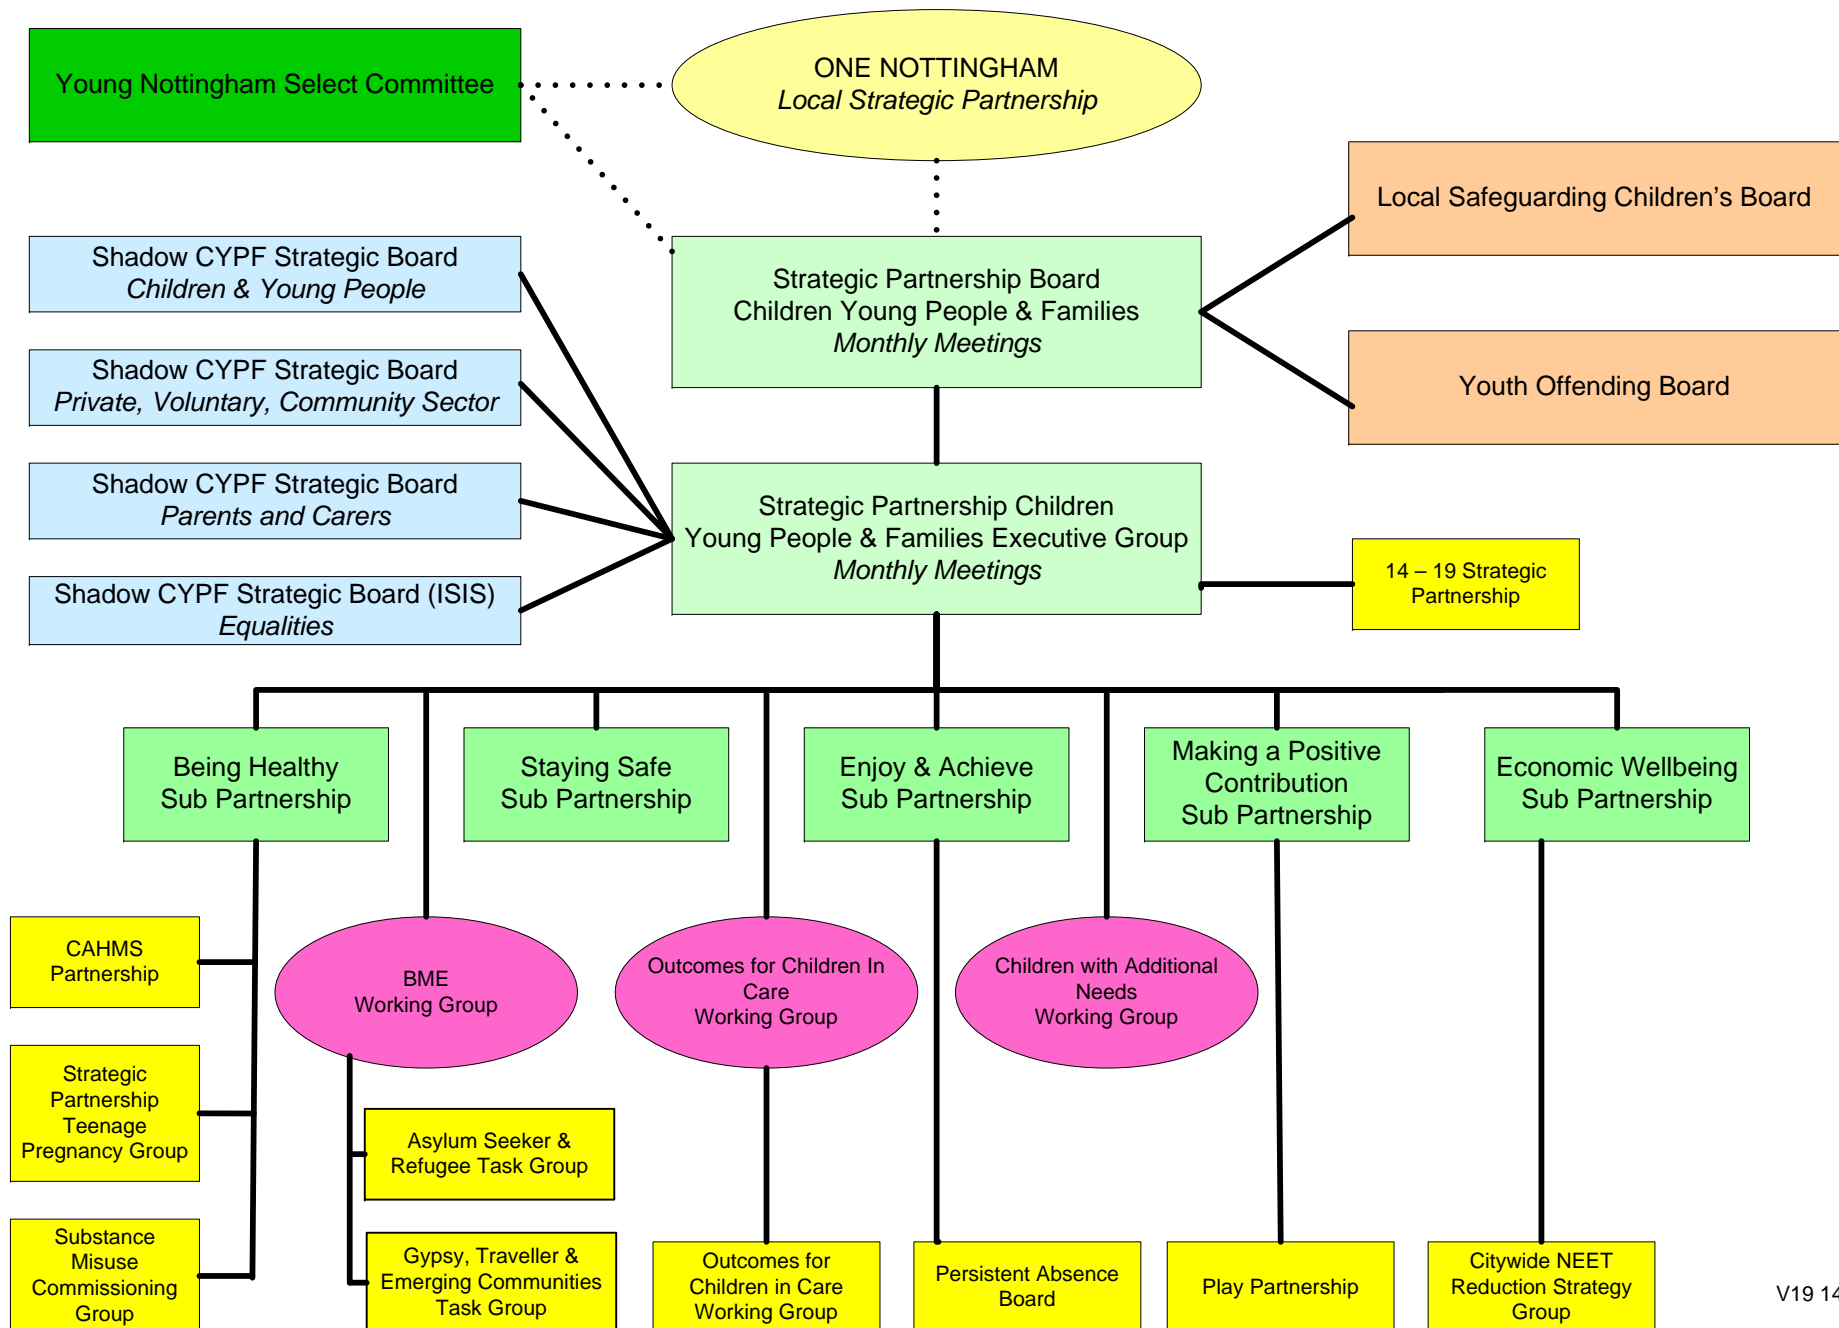 Young Nottingham Select Committee
ONE NOTTINGHAM
Local Strategic Partnership
Local Safeguarding Children’s Board
Shadow CYPF Strategic Board
Children & Young People
Strategic Partnership Board
Children Young People & Families
Monthly Meetings
Shadow CYPF Strategic Board
Private, Voluntary, Community Sector
Youth Offending Board
Shadow CYPF Strategic Board
Parents and Carers
Strategic Partnership Children
Young People & Families Executive Group
Monthly Meetings
14 – 19 Strategic
Partnership
Shadow CYPF Strategic Board (ISIS)
Equalities
Being Healthy
Sub Partnership
Staying Safe
Sub Partnership
Enjoy & Achieve
Sub Partnership
Making a Positive
Contribution
Sub Partnership
Economic Wellbeing
Sub Partnership
CAHMS
Partnership
BME
Working Group
Outcomes for Children In
Care
Working Group
Children with Additional
Needs
Working Group
Strategic
Partnership
Teenage
Pregnancy Group
Asylum Seeker &
Refugee Task Group
Substance
Misuse
Commissioning
Group
Gypsy, Traveller &
Emerging Communities
Task Group
Outcomes for
Children in Care
Working Group
Persistent Absence
Board
Play Partnership
Citywide NEET
Reduction Strategy
Group
V19 14